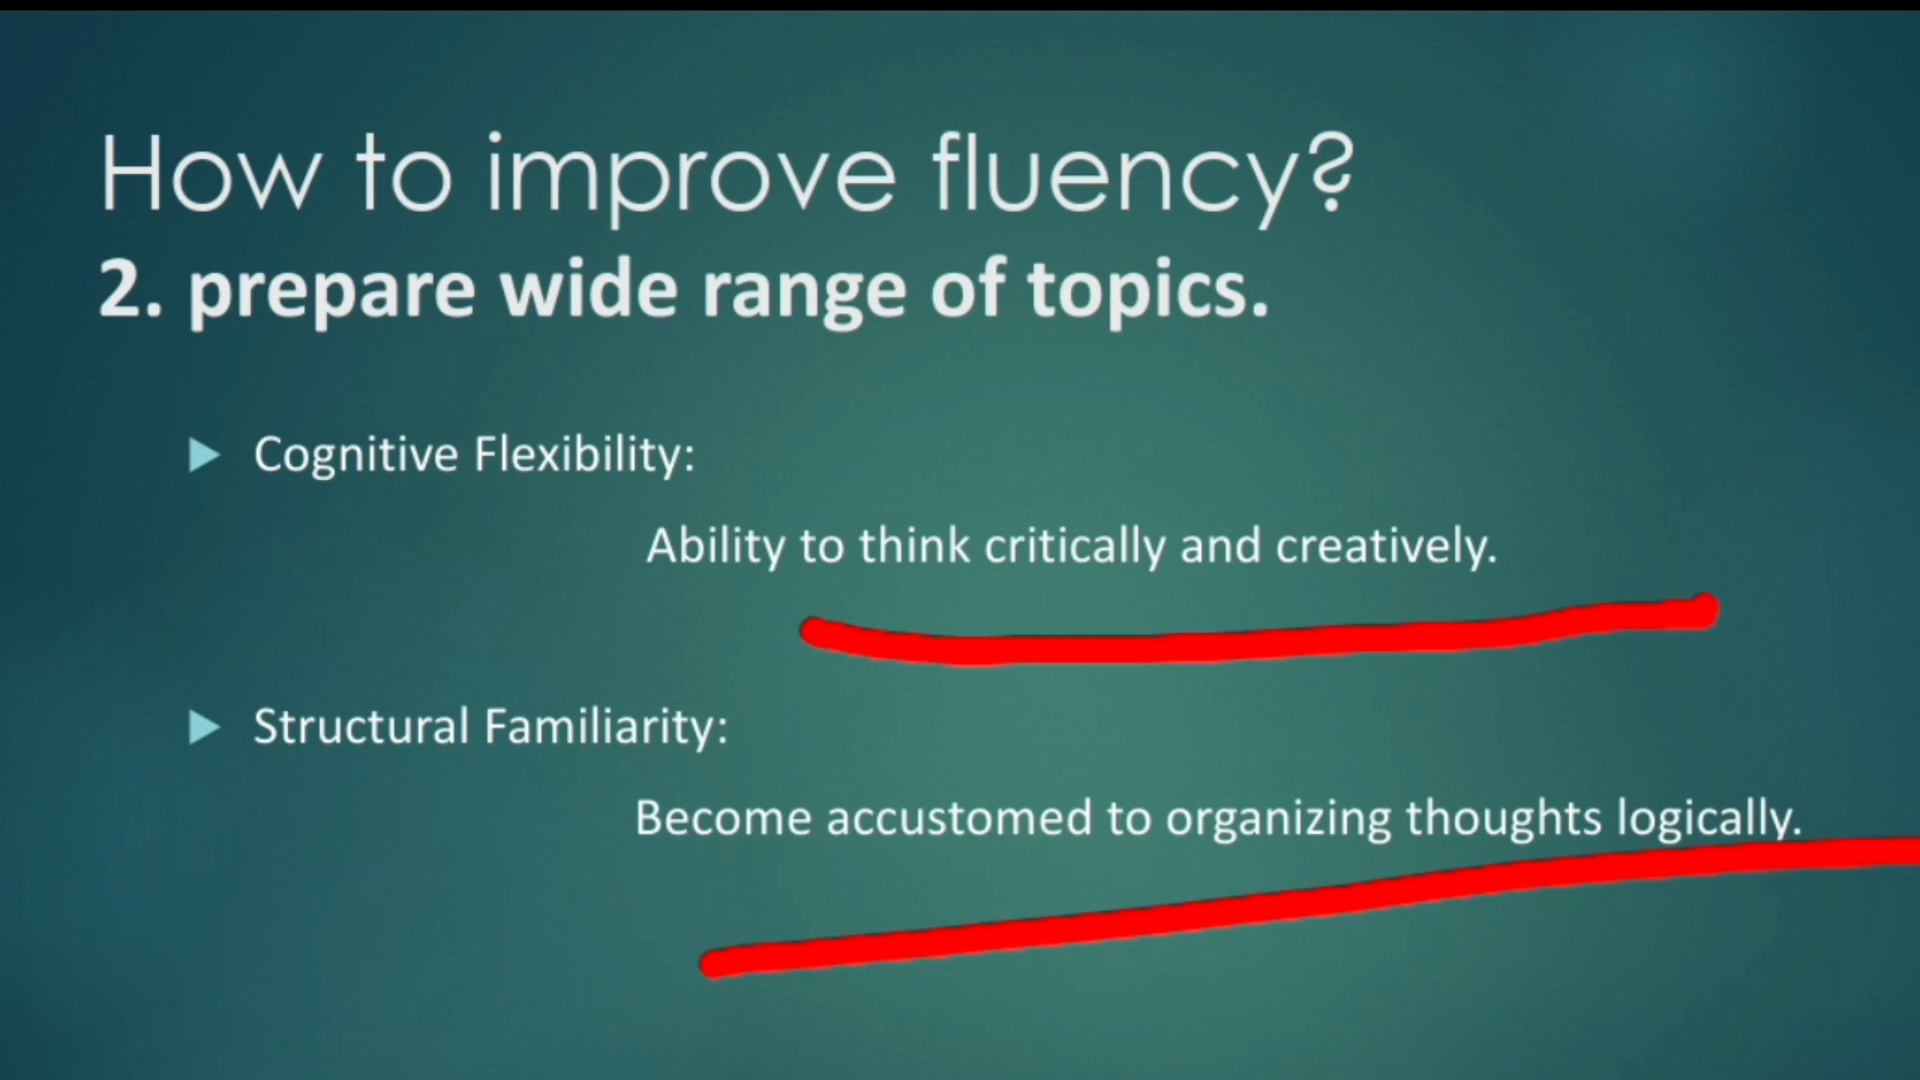 How to improve fluency?
2. prepare wide range of topics.
Cognitive Flexibility:
Ability to think critically and creatively.
Structural Familiarity:
Become accustomed to organizing thoughts logically.